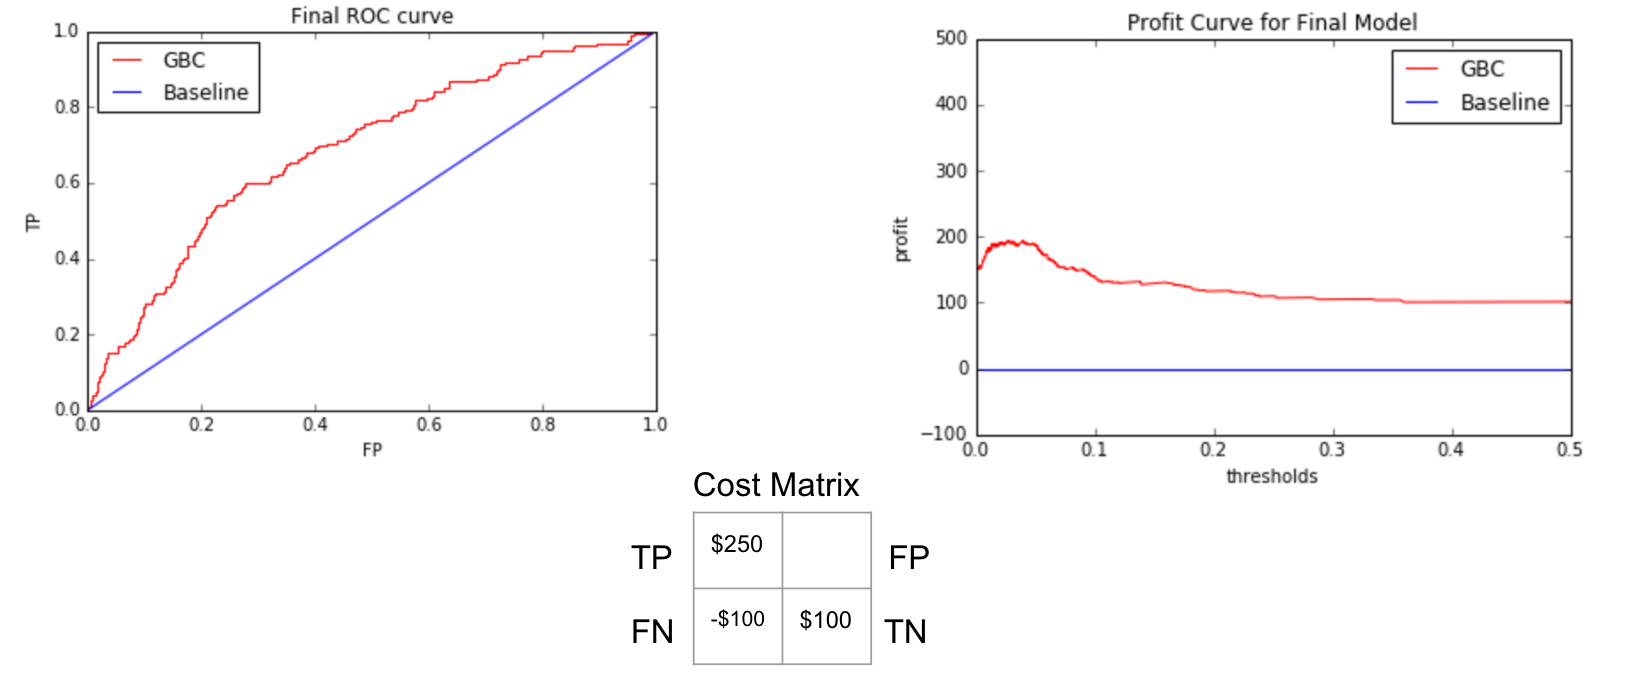 Final ROC curve
GBC
Baseline
1.0
0.8
0.6
0.4
0.2
0.0
TP
0.0 0.2 0.4 0.6 0.8 1.0
FP
Profit Curve for Final Model
GBC
Baseline
500
400
300
200
100
0
−100
profit
0.0 0.1 0.2 0.3 0.4 0.5
thresholds
Cost Matrix
TP $250 FP
FN -$100 $100 TN